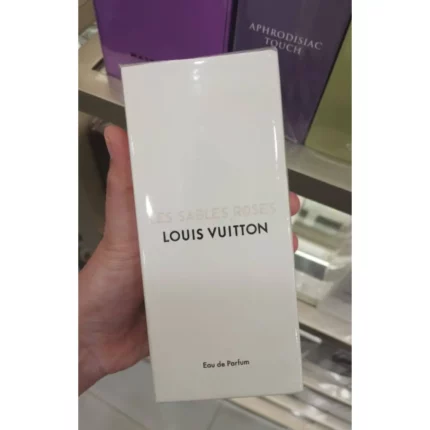 APHRODISIAC
TOUCH
LES SABLES ROSES
LOUIS VUITTON
Eau de Parfum